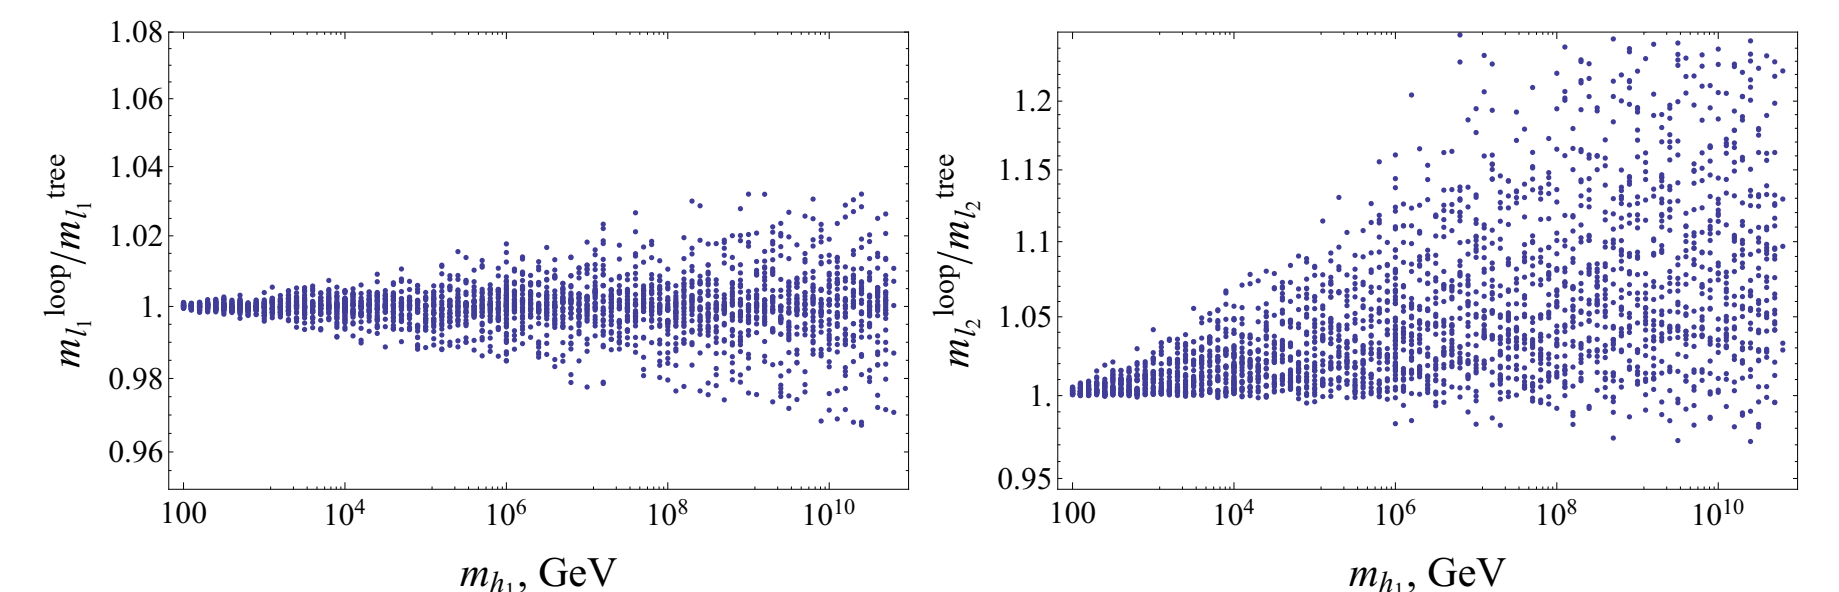 1.08
1.06
1.04
1.02
1.
0.98
0.96
m_{l_1}^{loop}/m_{l_1}^{tree}
100 10^4 10^6 10^8 10^{10}
m_{h_1}, GeV
1.2
1.15
1.1
1.05
1.
0.95
m_{l_2}^{loop}/m_{l_2}^{tree}
100 10^4 10^6 10^8 10^{10}
m_{h_1}, GeV